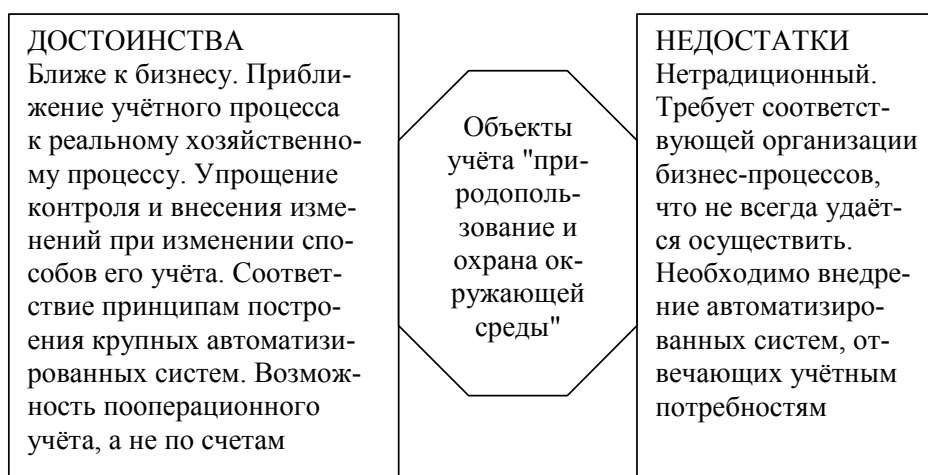 ДОСТОИНСТВА
Ближе к бизнесу. Прибли-
жение учётного процесса
к реальному хозяйственно-
му процессу. Упрощение
контроля и внесения изме-
нений при изменении спо-
собов его учёта. Соответ-
ствие принципам постро-
ения крупных автоматизи-
рованных систем. Возмож-
ность пооперационного
учёта, а не по счетам
Объекты
учёта "при-
родополь-
зование и
охрана ок-
ружающей
среды"
НЕДОСТАТКИ
Нетрадиционный.
Требует соответст-
вующей организации
бизнес-процессов,
что не всегда удаёт-
ся осуществить.
Необходимо внедре-
ние автоматизиро-
ванных систем, от-
вечающих учётным
потребностям